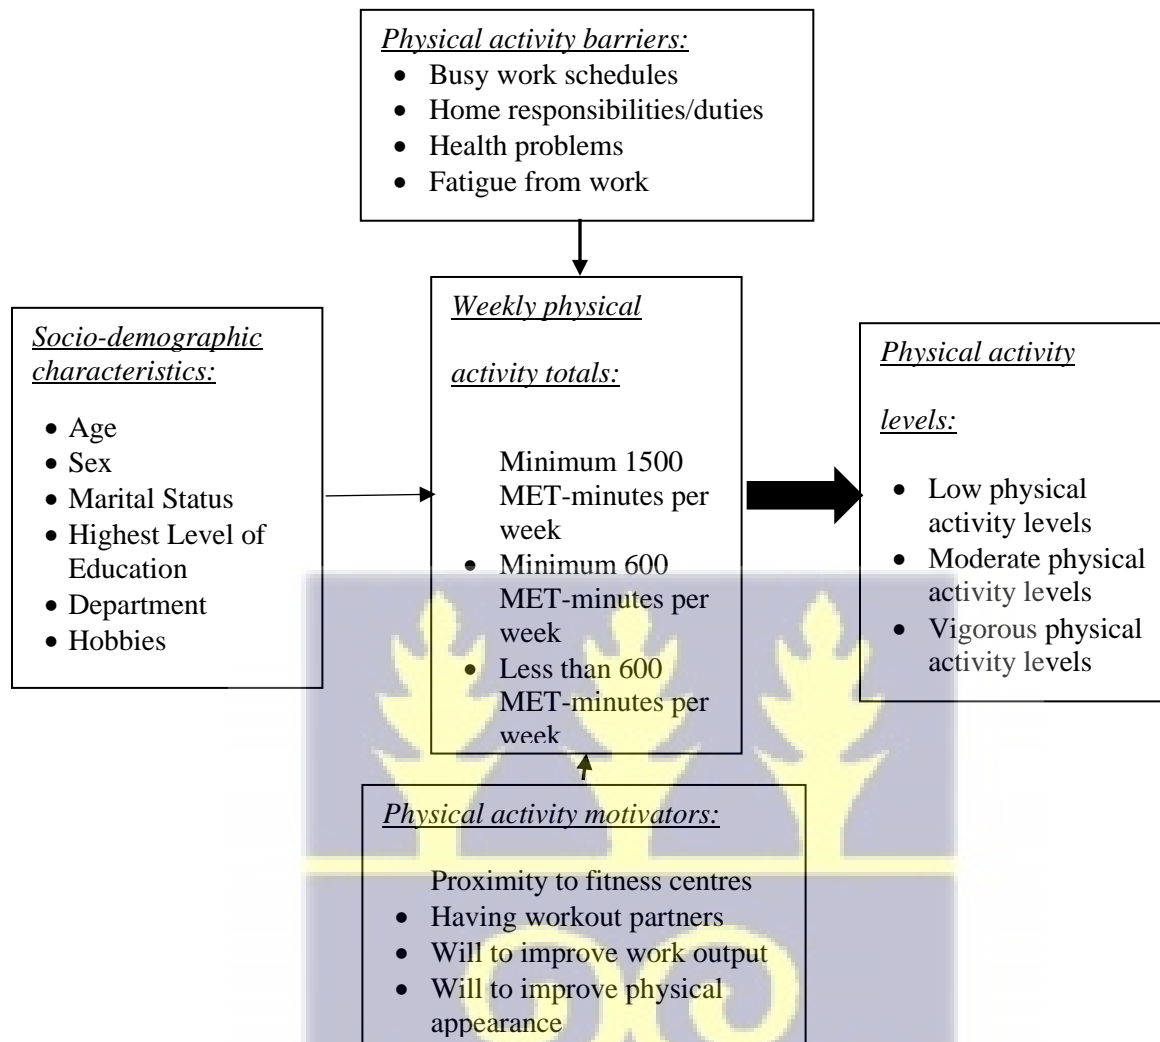 Physical activity barriers:
• Busy work schedules
• Home responsibilities/duties
• Health problems
• Fatigue from work
Socio-demographic
characteristics:
• Age
• Sex
• Marital Status
• Highest Level of
Education
• Department
• Hobbies
Weekly physical
activity totals:
Minimum 1500
MET-minutes per
week
• Minimum 600
MET-minutes per
week
• Less than 600
MET-minutes per
week
Physical activity
levels:
• Low physical
activity levels
• Moderate physical
activity levels
• Vigorous physical
activity levels
Physical activity motivators:
Proximity to fitness centres
• Having workout partners
• Will to improve work output
• Will to improve physical
appearance